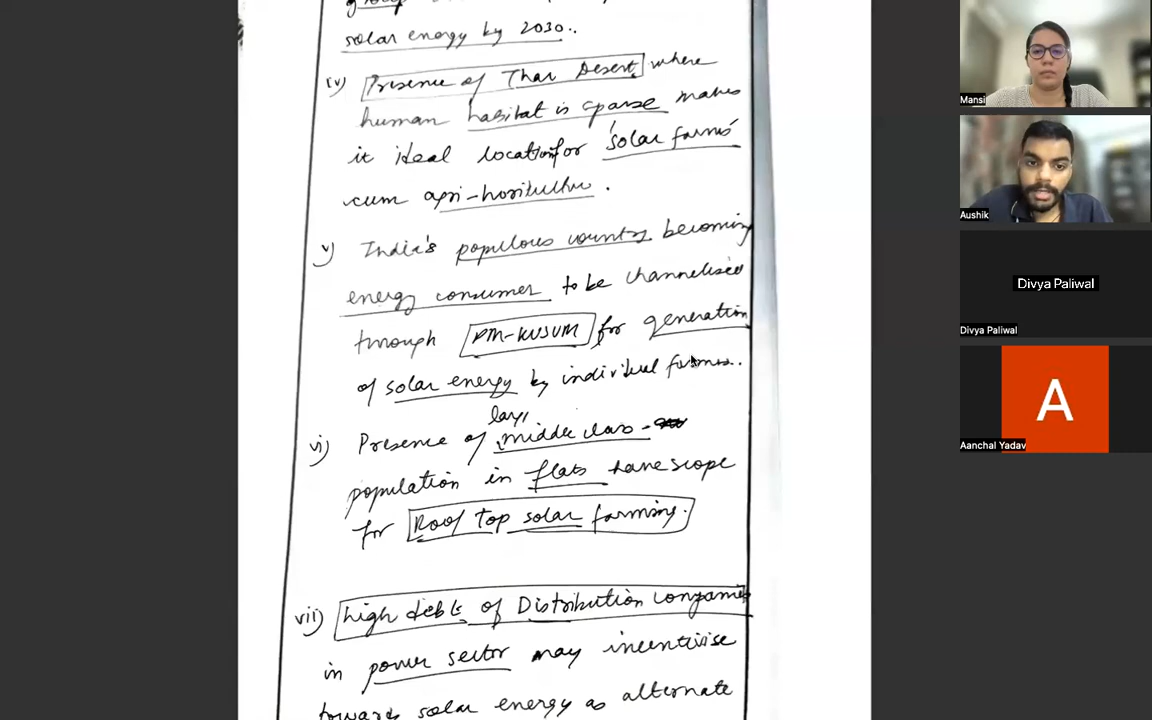 solar energy by 2030..
(v) Presence of Thar Desert, where
human habitat is sparse makes
it ideal location for 'solar farms'
cum agri-horticulture.
v) India's populous country becoming
energy consumer to be channelised
through PM-KUSUM for generation
of solar energy by individual farmers.
large
vi) Presence of middle class
population in flats have scope
for Roof Top solar farming.
vii) High debts of Distribution companies
in power sector may incentivise
towards solar energy as alternate
Mansi
Aushik
Divya Paliwal
Divya Paliwal
A
Aanchal Yadav